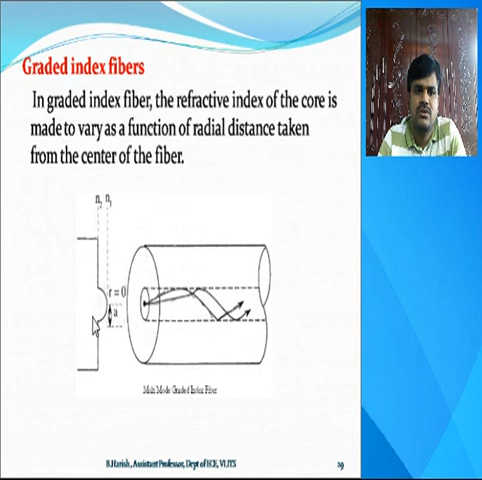 Graded index fibers
In graded index fiber, the refractive index of the core is
made to vary as a function of radial distance taken
from the center of the fiber.
n₂ n₁
r = 0
a
Multi Mode Graded Index Fiber
B.Harish , Assistant Professor, Dept of ECE, VLITS 29